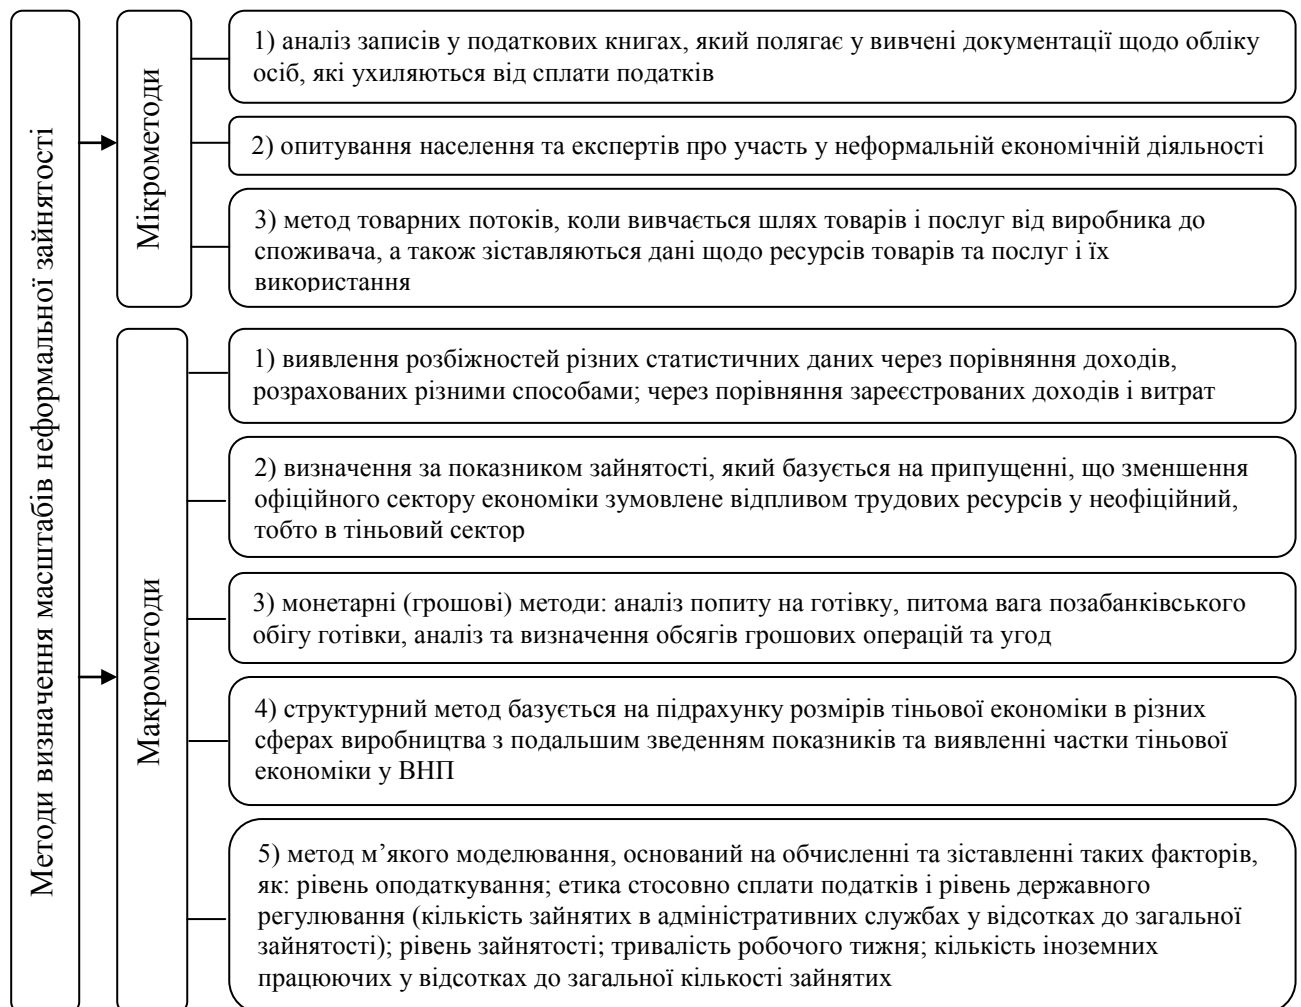 Методи визначення масштабів неформальної зайнятості
Мікрометоди
1) аналіз записів у податкових книгах, який полягає у вивчені документації щодо обліку
осіб, які ухиляються від сплати податків
2) опитування населення та експертів про участь у неформальній економічній діяльності
3) метод товарних потоків, коли вивчається шлях товарів і послуг від виробника до
споживача, а також зіставляються дані щодо ресурсів товарів та послуг і їх
використання
Макрометоди
1) виявлення розбіжностей різних статистичних даних через порівняння доходів,
розрахованих різними способами; через порівняння зареєстрованих доходів і витрат
2) визначення за показником зайнятості, який базується на припущенні, що зменшення
офіційного сектору економіки зумовлене відпливом трудових ресурсів у неофіційний,
тобто в тіньовий сектор
3) монетарні (грошові) методи: аналіз попиту на готівку, питома вага позабанківського
обігу готівки, аналіз та визначення обсягів грошових операцій та угод
4) структурний метод базується на підрахунку розмірів тіньової економіки в різних
сферах виробництва з подальшим зведенням показників та виявленні частки тіньової
економіки у ВНП
5) метод м’якого моделювання, оснований на обчисленні та зіставленні таких факторів,
як: рівень оподаткування; етика стосовно сплати податків і рівень державного
регулювання (кількість зайнятих в адміністративних службах у відсотках до загальної
зайнятості); рівень зайнятості; тривалість робочого тижня; кількість іноземних
працюючих у відсотках до загальної кількості зайнятих